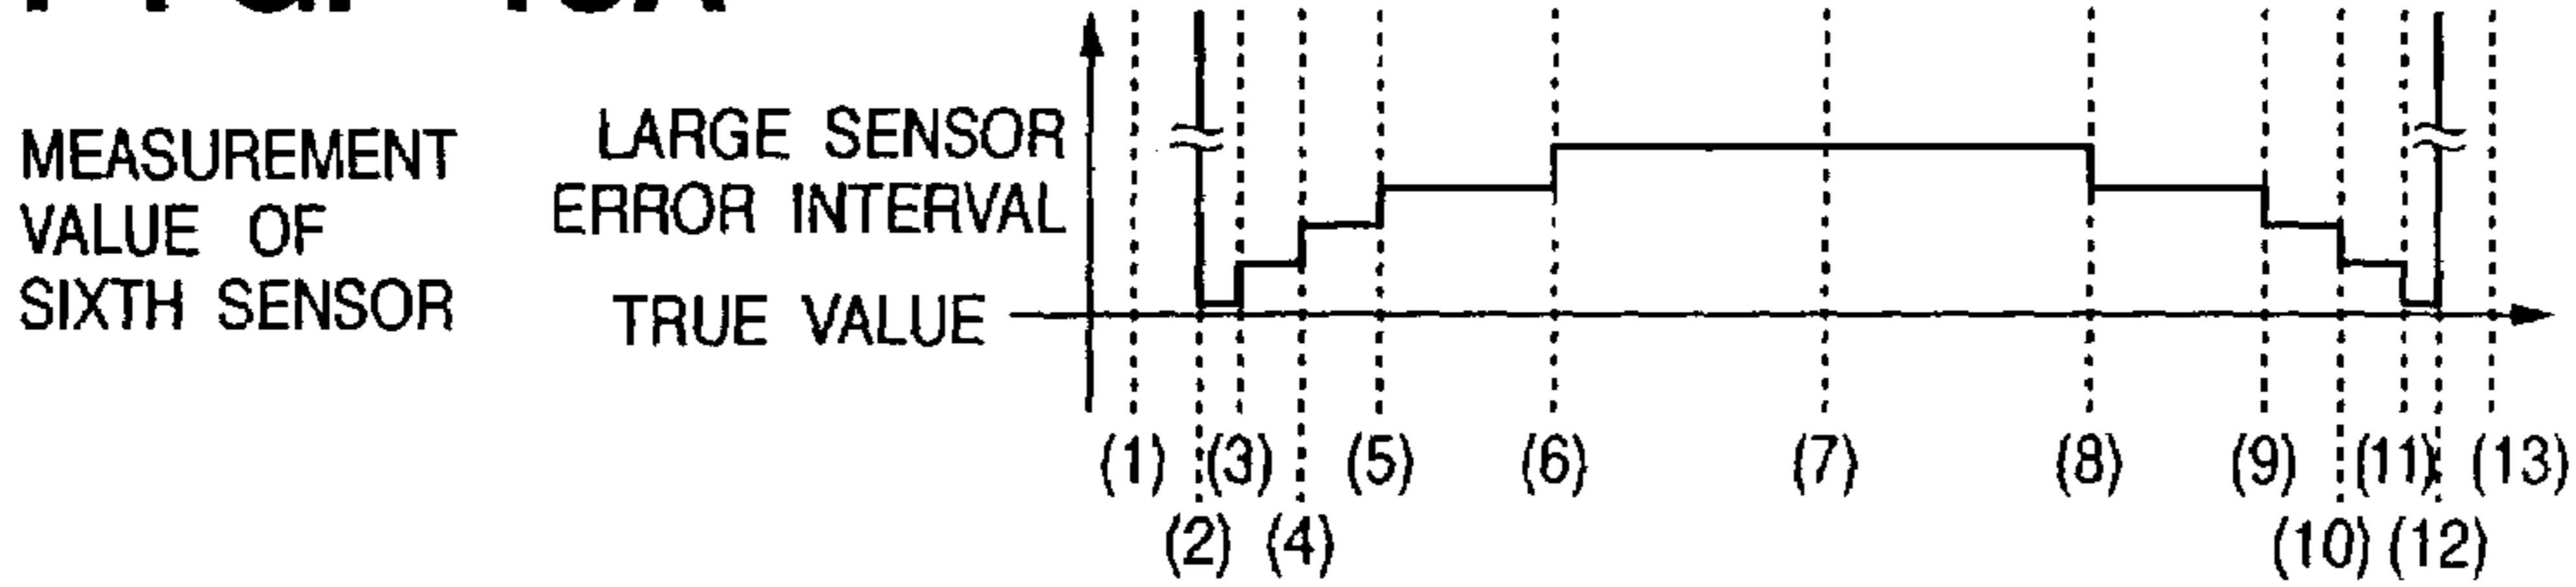 MEASUREMENT
VALUE OF
SIXTH SENSOR
LARGE SENSOR
ERROR INTERVAL
TRUE VALUE
(1) (3) (5) (6) (7) (8) (9) (11) (13)
(2) (4) (10) (12)